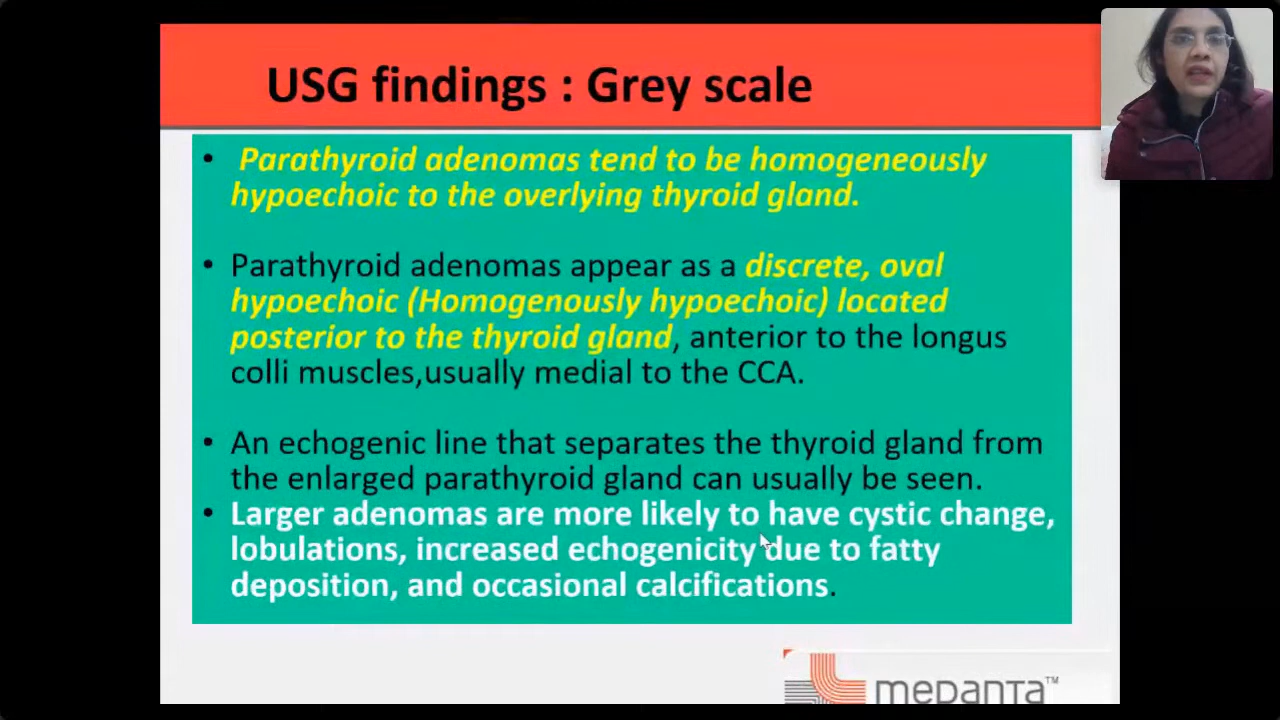 USG findings : Grey scale
• Parathyroid adenomas tend to be homogeneously
hypoechoic to the overlying thyroid gland.
• Parathyroid adenomas appear as a discrete, oval
hypoechoic (Homogenously hypoechoic) located
posterior to the thyroid gland, anterior to the longus
colli muscles,usually medial to the CCA.
• An echogenic line that separates the thyroid gland from
the enlarged parathyroid gland can usually be seen.
• Larger adenomas are more likely to have cystic change,
lobulations, increased echogenicity due to fatty
deposition, and occasional calcifications.
medanta™